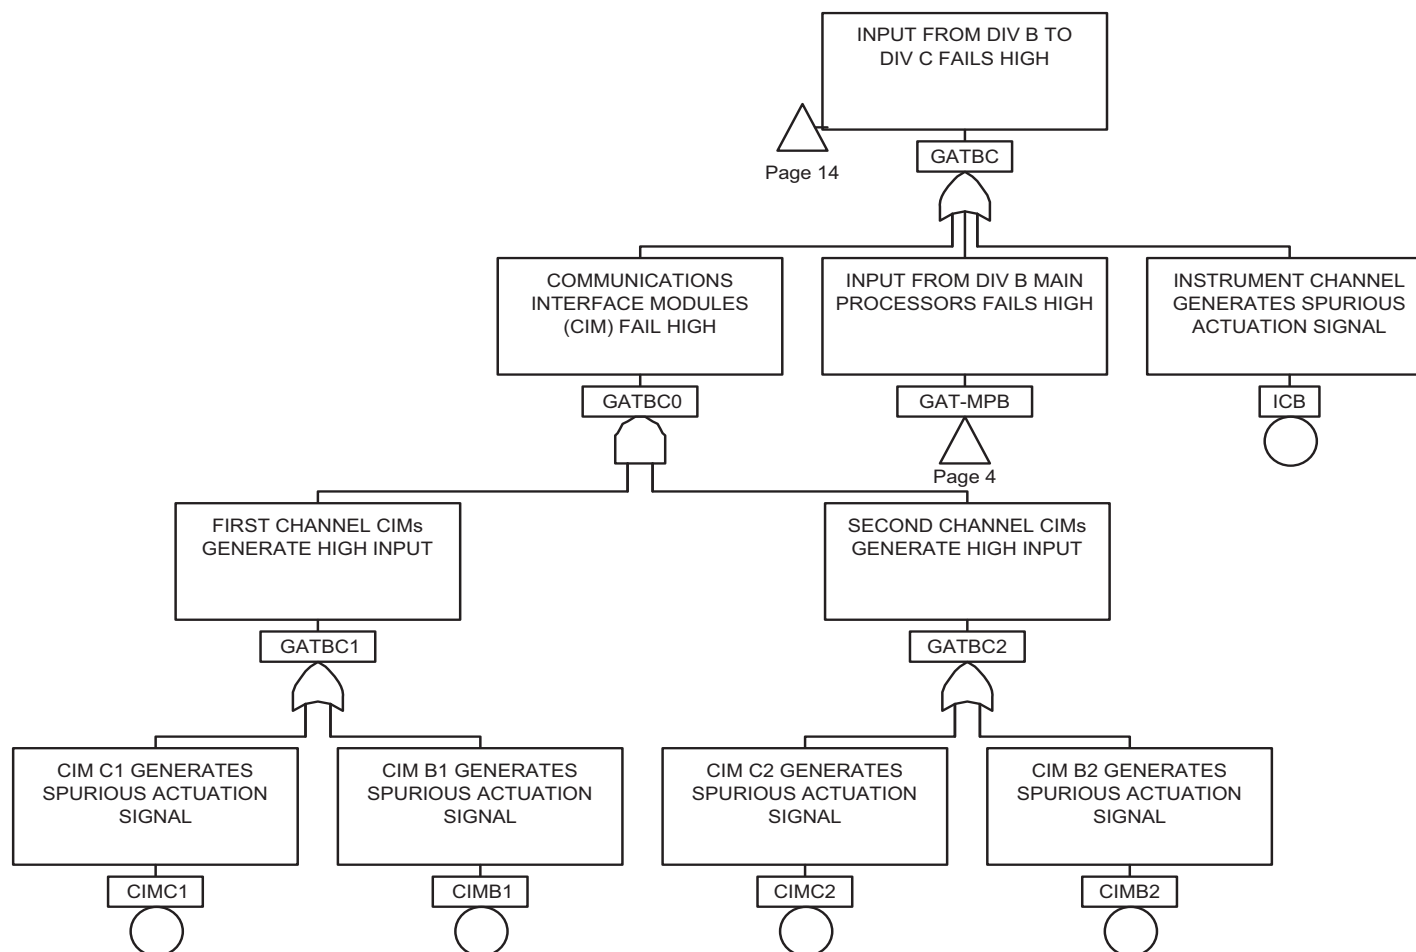 INPUT FROM DIV B TO
DIV C FAILS HIGH
Page 14
GATBC
COMMUNICATIONS
INTERFACE MODULES
(CIM) FAIL HIGH
INPUT FROM DIV B MAIN
PROCESSORS FAILS HIGH
INSTRUMENT CHANNEL
GENERATES SPURIOUS
ACTUATION SIGNAL
GATBC0
GAT-MPB
ICB
Page 4
FIRST CHANNEL CIMs
GENERATE HIGH INPUT
SECOND CHANNEL CIMs
GENERATE HIGH INPUT
GATBC1
GATBC2
CIM C1 GENERATES
SPURIOUS ACTUATION
SIGNAL
CIM B1 GENERATES
SPURIOUS ACTUATION
SIGNAL
CIM C2 GENERATES
SPURIOUS ACTUATION
SIGNAL
CIM B2 GENERATES
SPURIOUS ACTUATION
SIGNAL
CIMC1
CIMB1
CIMC2
CIMB2